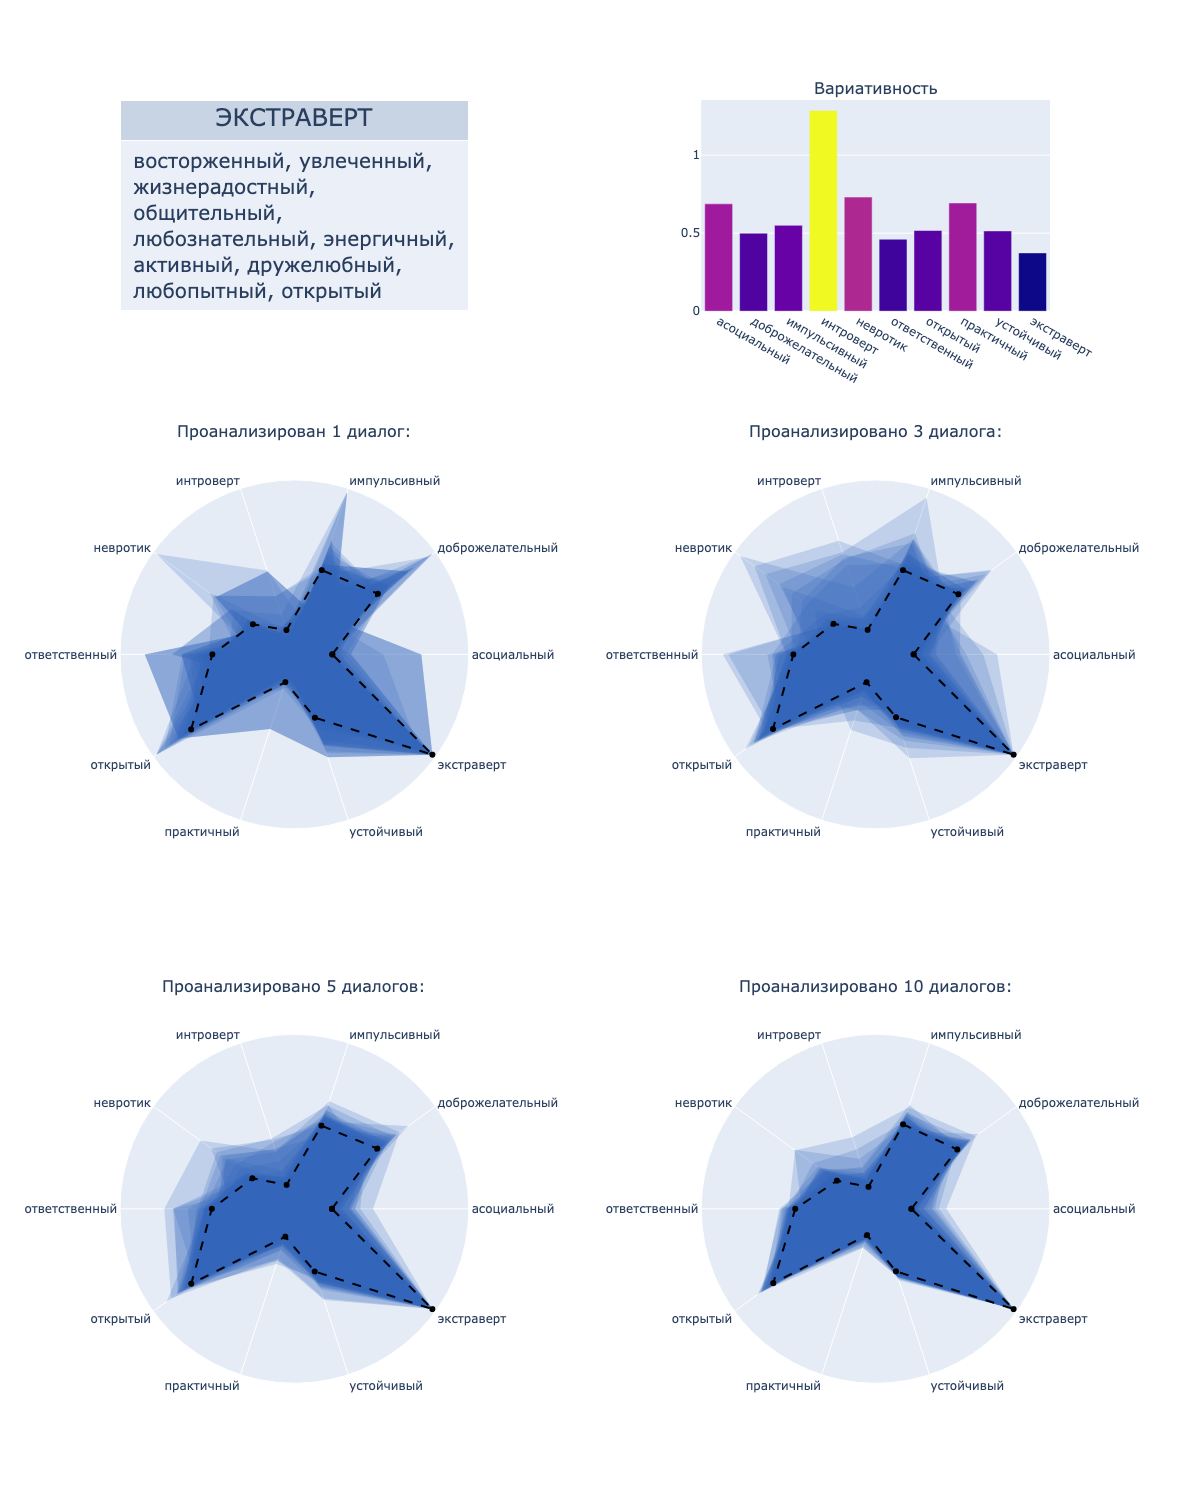 ЭКСТРАВЕРТ
восторженный, увлеченный,
жизнерадостный,
общительный,
любознательный, энергичный,
активный, дружелюбный,
любопытный, открытый
Вариативность
1
0.5
0
асоциальный
доброжелательный
импульсивный
интроверт
невротик
ответственный
открытый
практичный
устойчивый
экстраверт
Проанализирован 1 диалог:
интроверт
импульсивный
невротик
доброжелательный
ответственный
асоциальный
открытый
экстраверт
практичный
устойчивый
Проанализировано 3 диалога:
интроверт
импульсивный
невротик
доброжелательный
ответственный
асоциальный
открытый
экстраверт
практичный
устойчивый
Проанализировано 5 диалогов:
интроверт
импульсивный
невротик
доброжелательный
ответственный
асоциальный
открытый
экстраверт
практичный
устойчивый
Проанализировано 10 диалогов:
интроверт
импульсивный
невротик
доброжелательный
ответственный
асоциальный
открытый
экстраверт
практичный
устойчивый